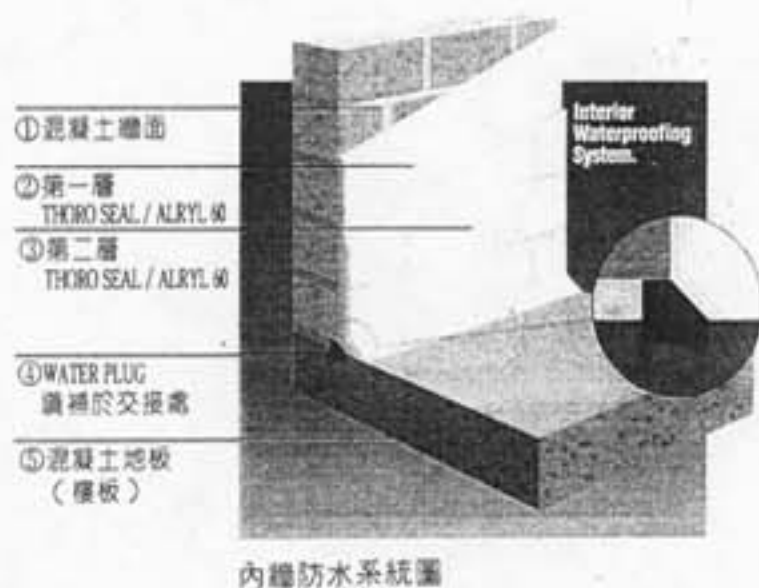 ①混凝土牆面
②第一層
THORO SEAL / ALRYL 60
③第二層
THORO SEAL / ALRYL 60
④WATER PLUG
填補於交接處
⑤混凝土地板
（樓板）
Interior
Waterproofing
System.
內牆防水系統圖